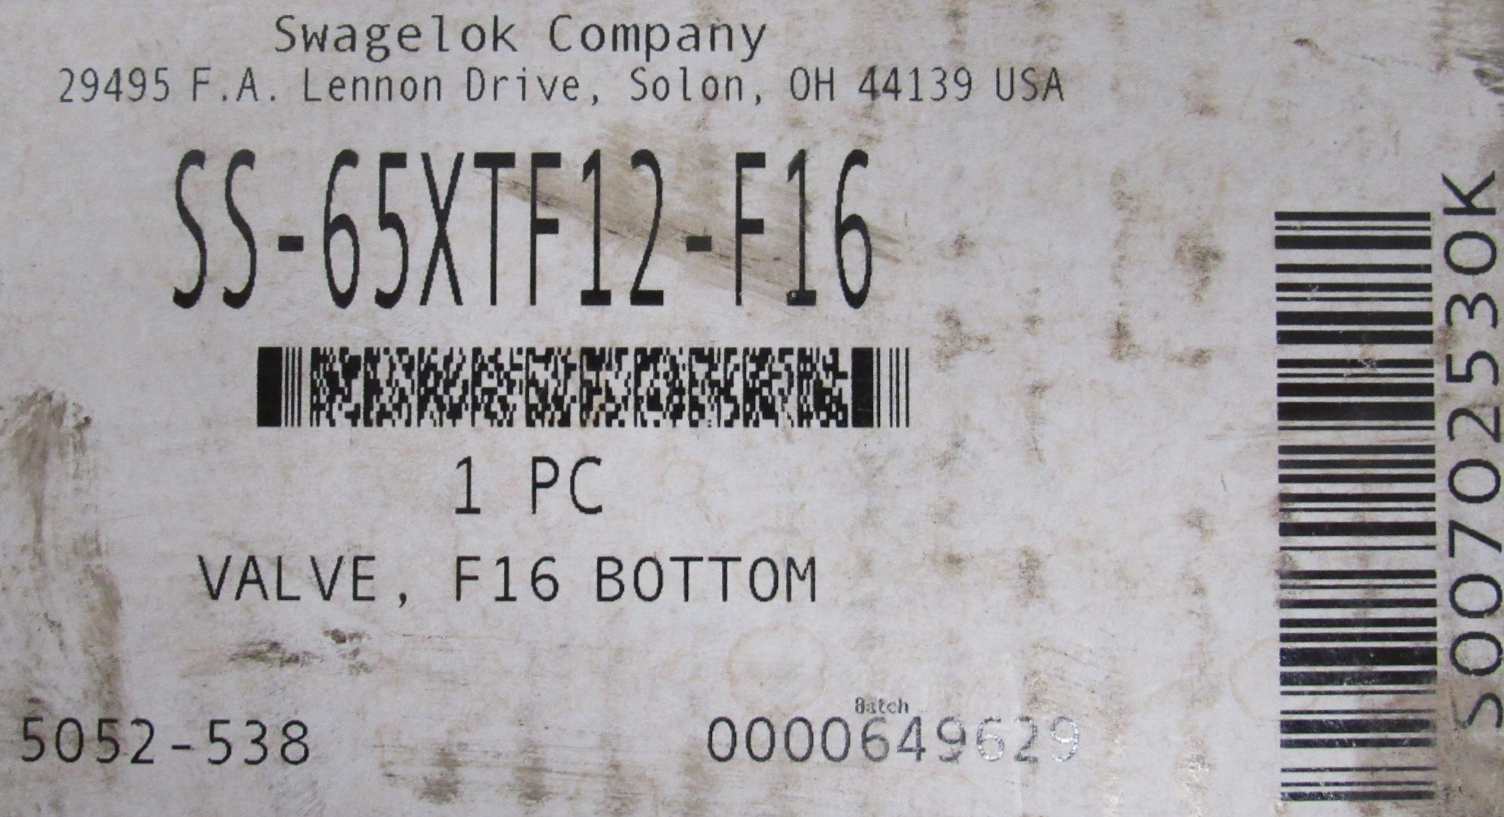 Swagelok Company
29495 F.A. Lennon Drive, Solon, OH 44139 USA
SS-65XTF12-F16
1 PC
VALVE, F16 BOTTOM
5052-538
Batch
0000649629
S00702530K